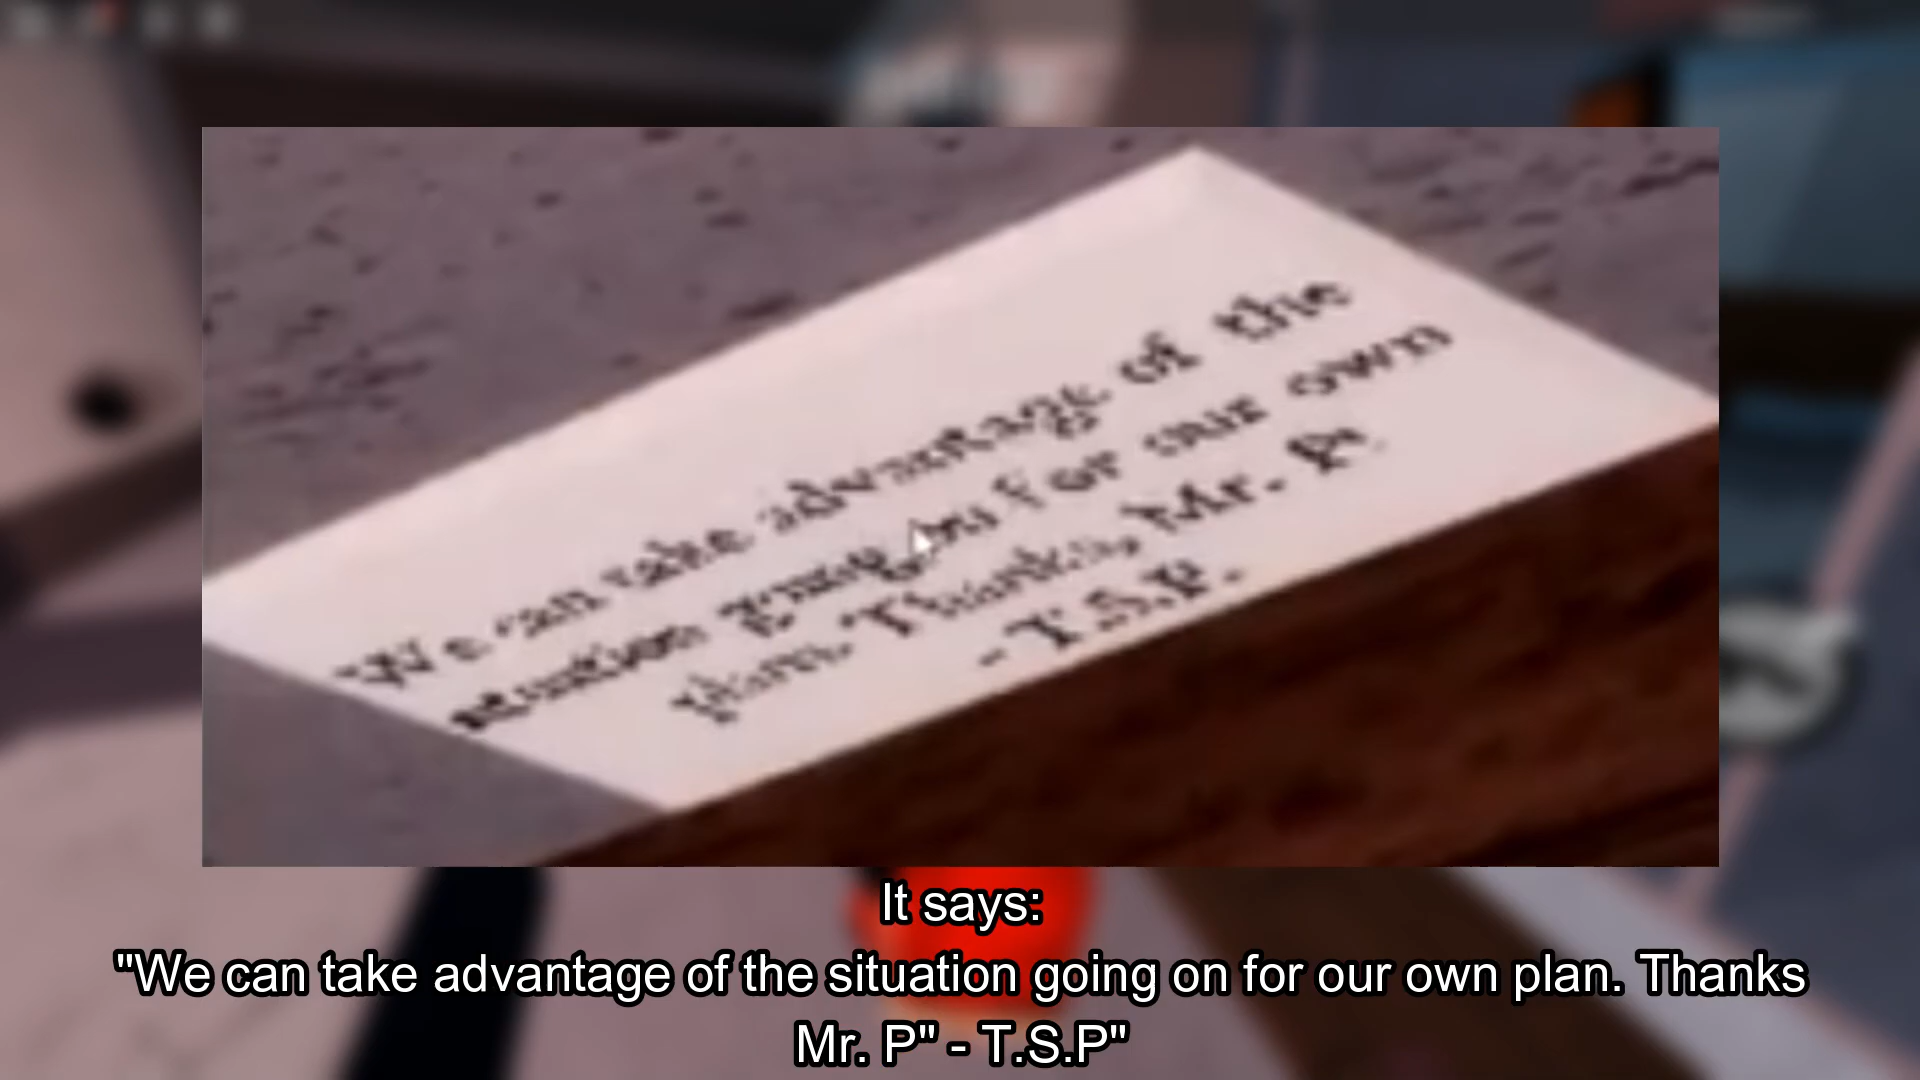 We can take advantage of the
situation going on for our own
plan. Thanks, Mr. P.
- T.S.P.
It says:
"We can take advantage of the situation going on for our own plan. Thanks
Mr. P" - T.S.P"